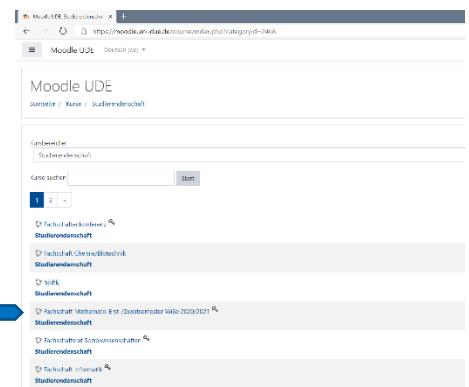 Moodle UDE: Studierendenschaft
https://moodle.uni-due.de/course/index.php?categoryid=2468
Moodle UDE Deutsch (de)
Moodle UDE
Startseite / Kurse / Studierendenschaft
Kursbereiche:
Studierendenschaft
Kurse suchen Start
1 2 »
Fachschaftenkonferenz
Studierendenschaft
Fachschaft Chemie/Biotechnik
Studierendenschaft
Studierendenschaft
Fachschaft Mathematik Erst-/Zweitsemester WiSe 2020/2021
Studierendenschaft
Fachschaftsrat Sozialwissenschaften
Studierendenschaft
Fachschaft Informatik
Studierendenschaft